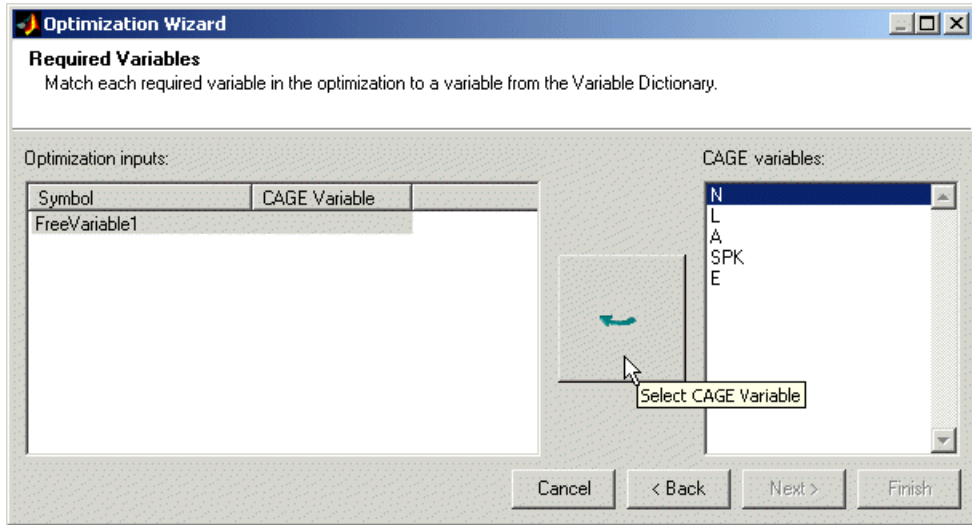 Optimization Wizard
Required Variables
Match each required variable in the optimization to a variable from the Variable Dictionary.
Optimization inputs:
CAGE variables:
Symbol CAGE Variable
FreeVariable1
N
L
A
SPK
E
Select CAGE Variable
Cancel
< Back
Next >
Finish